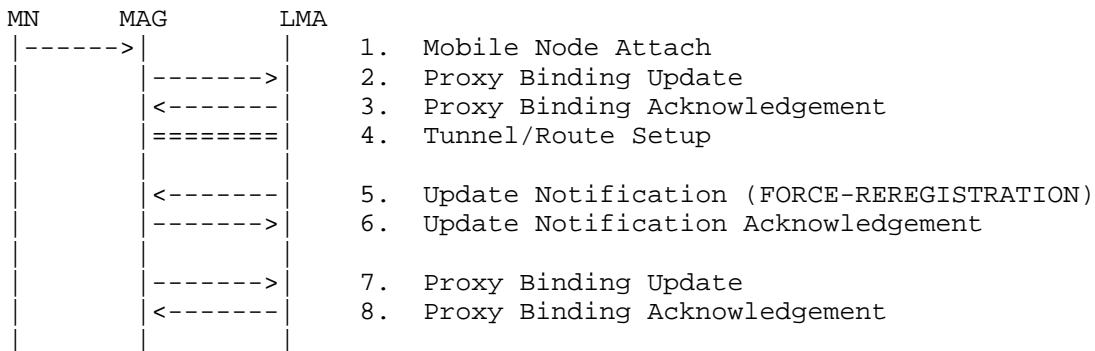 MN MAG LMA
|------>| | 1. Mobile Node Attach
| |------->| 2. Proxy Binding Update
| |<-------| 3. Proxy Binding Acknowledgement
| |========| 4. Tunnel/Route Setup
| | |
| |<-------| 5. Update Notification (FORCE-REREGISTRATION)
| |------->| 6. Update Notification Acknowledgement
| | |
| |------->| 7. Proxy Binding Update
| |<-------| 8. Proxy Binding Acknowledgement
| | |